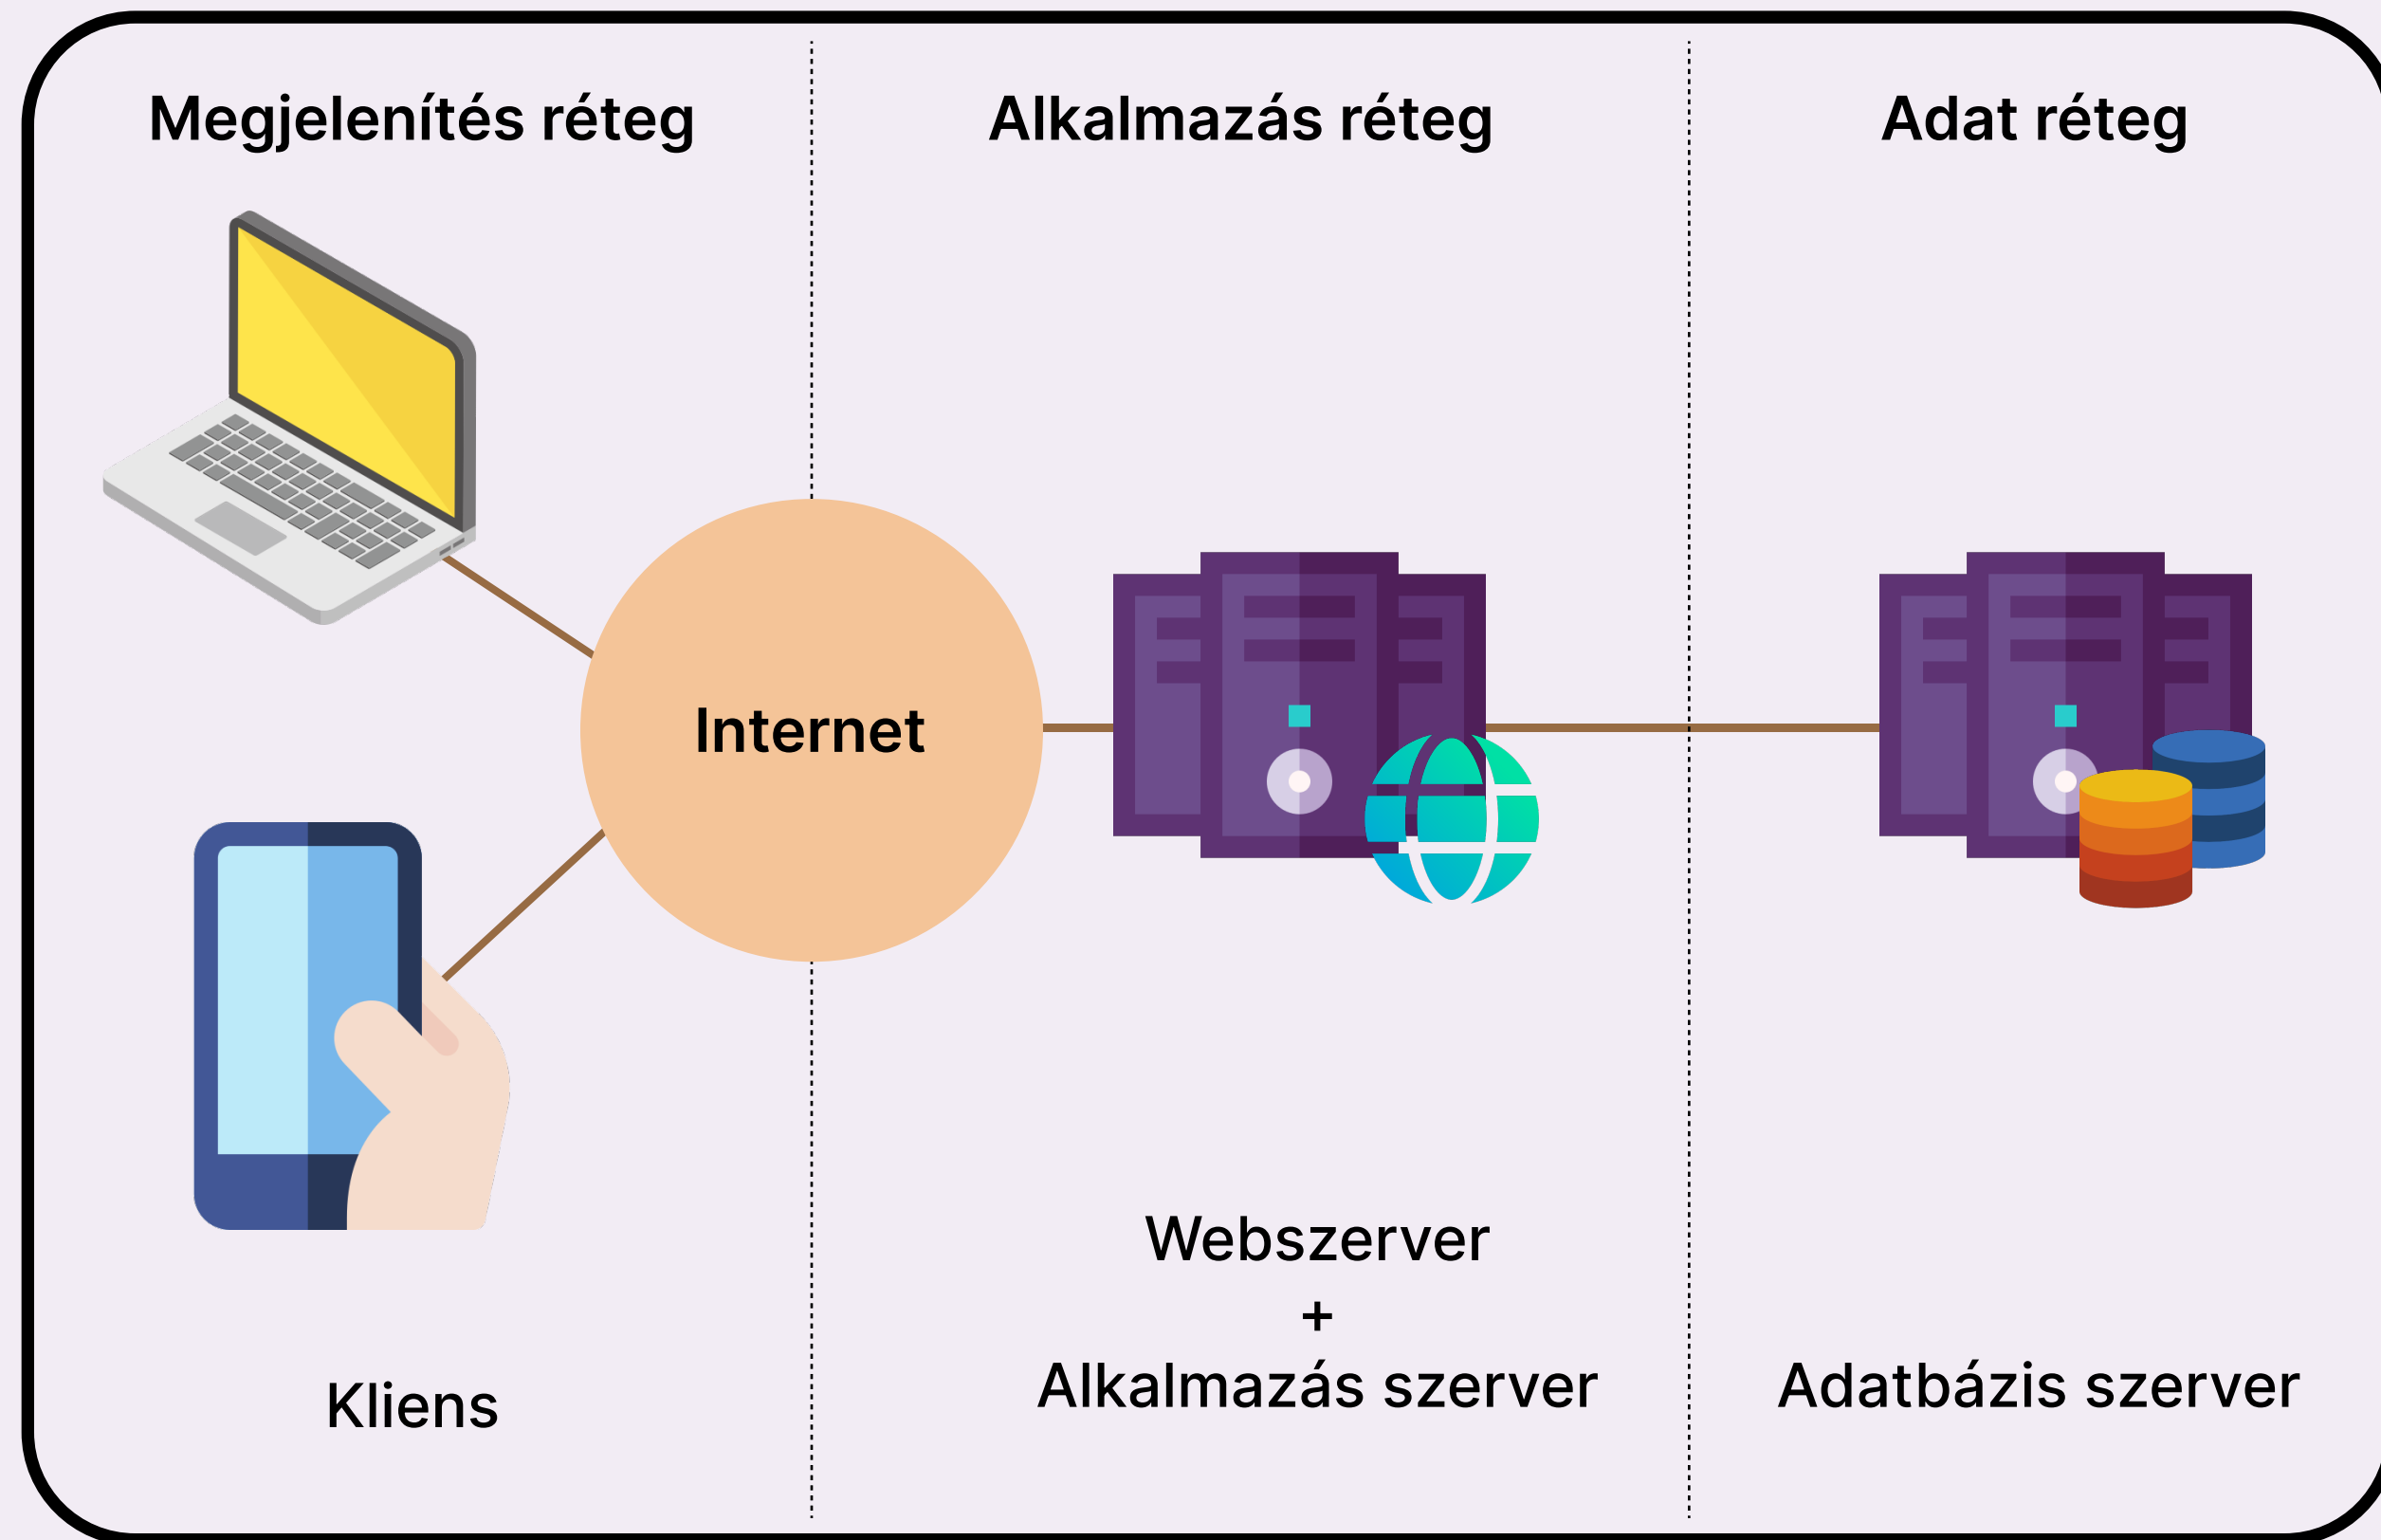 Megjelenítés réteg
Alkalmazás réteg
Adat réteg
Internet
Webszerver
+
Alkalmazás szerver
Adatbázis szerver
Kliens